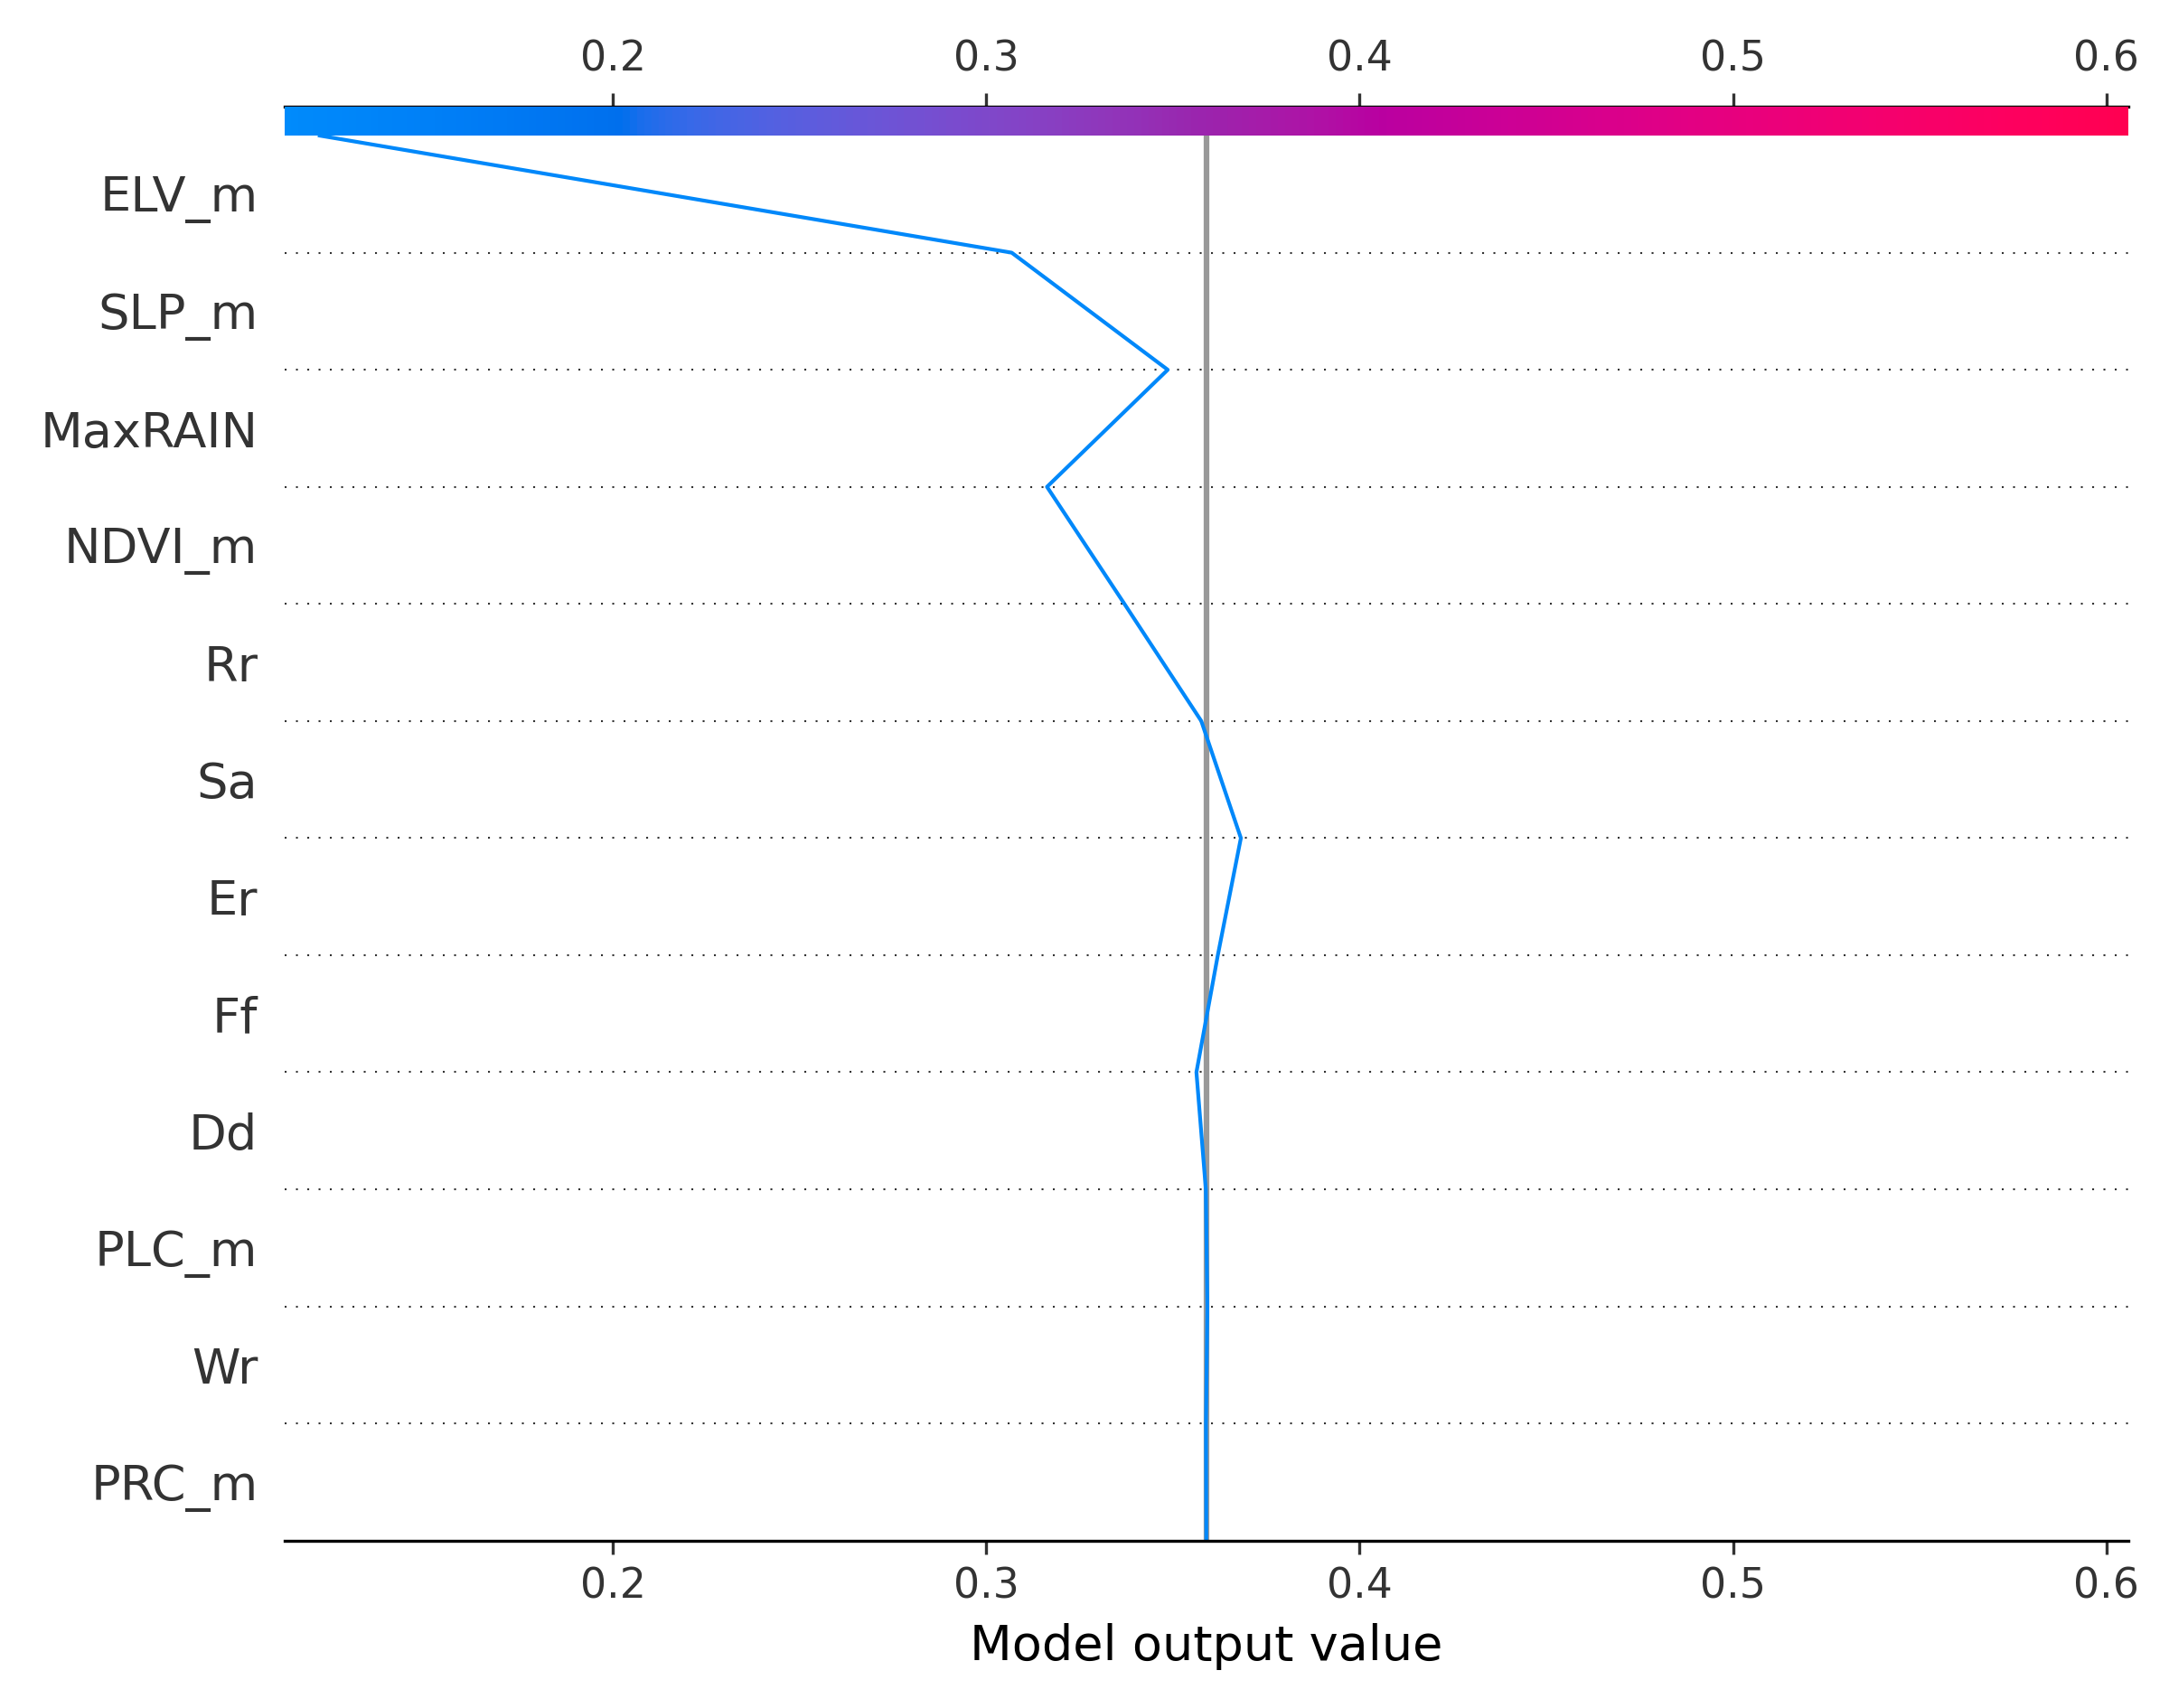 0.2 0.3 0.4 0.5 0.6
ELV_m
SLP_m
MaxRAIN
NDVI_m
Rr
Sa
Er
Ff
Dd
PLC_m
Wr
PRC_m
0.2 0.3 0.4 0.5 0.6
Model output value